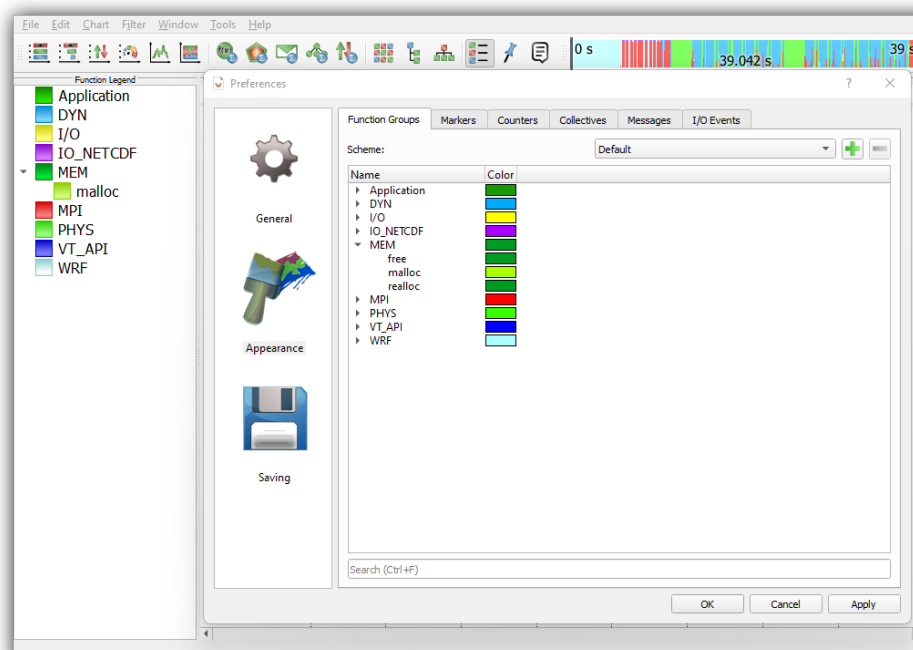 File Edit Chart Filter Window Tools Help
0 s 39.042 s 39 s
Function Legend
Application
DYN
I/O
IO_NETCDF
MEM
malloc
MPI
PHYS
VT_API
WRF
Preferences ?
General
Appearance
Saving
Function Groups Markers Counters Collectives Messages I/O Events
Scheme: Default
Name Color
Application
DYN
I/O
IO_NETCDF
MEM
free
malloc
realloc
MPI
PHYS
VT_API
WRF
Search (Ctrl+F)
OK Cancel Apply